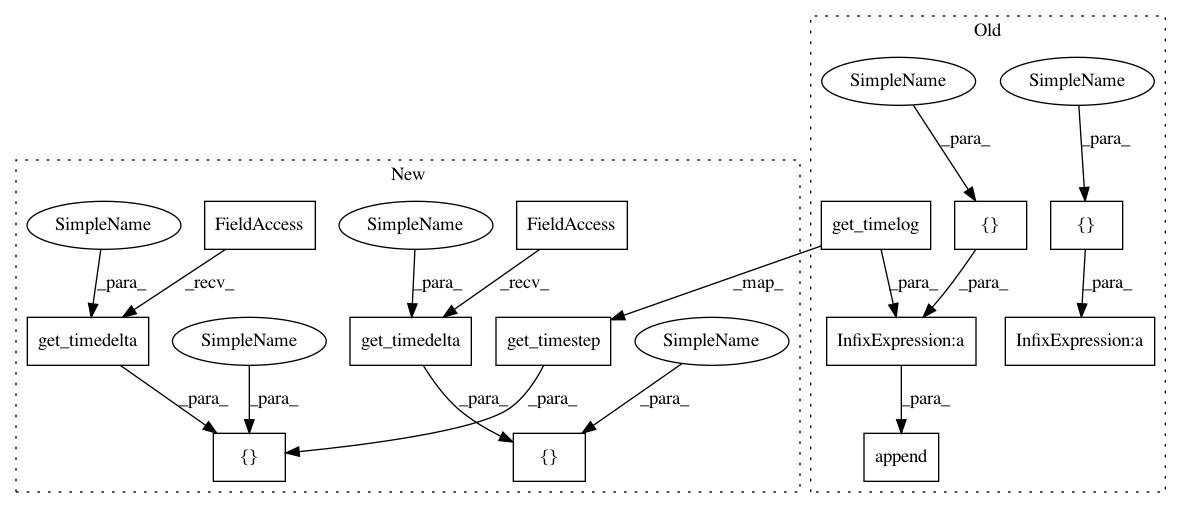 Old
SimpleName
SimpleName
_para_
_para_
New
SimpleName
FieldAccess
SimpleName
FieldAccess
get_timelog
{}
{}
_para_
_recv_
_para_
_recv_
_map_
_para_
_para_
_para_
get_timedelta
SimpleName
get_timedelta
get_timestep
SimpleName
InfixExpression:a
InfixExpression:a
_para_
_para_
_para_
_para_
_para_
_para_
{}
{}
append